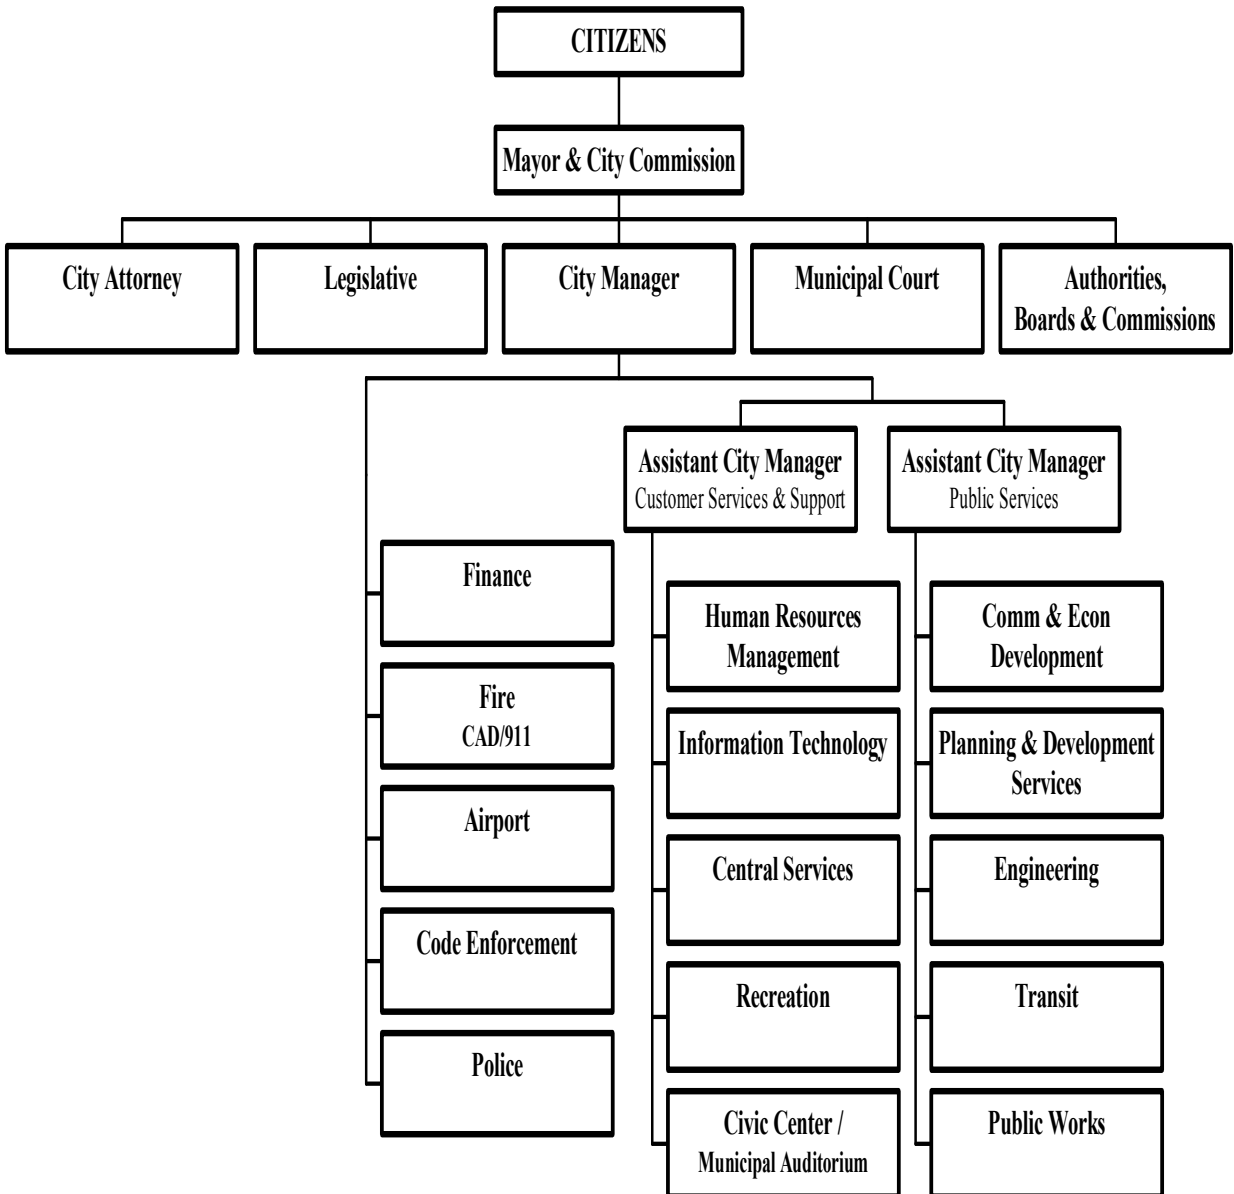 CITIZENS
Mayor & City Commission
City Attorney
Legislative
City Manager
Municipal Court
Authorities,
Boards & Commissions
Assistant City Manager
Customer Services & Support
Assistant City Manager
Public Services
Finance
Fire
CAD/911
Airport
Code Enforcement
Police
Human Resources
Management
Information Technology
Central Services
Recreation
Civic Center /
Municipal Auditorium
Comm & Econ
Development
Planning & Development
Services
Engineering
Transit
Public Works